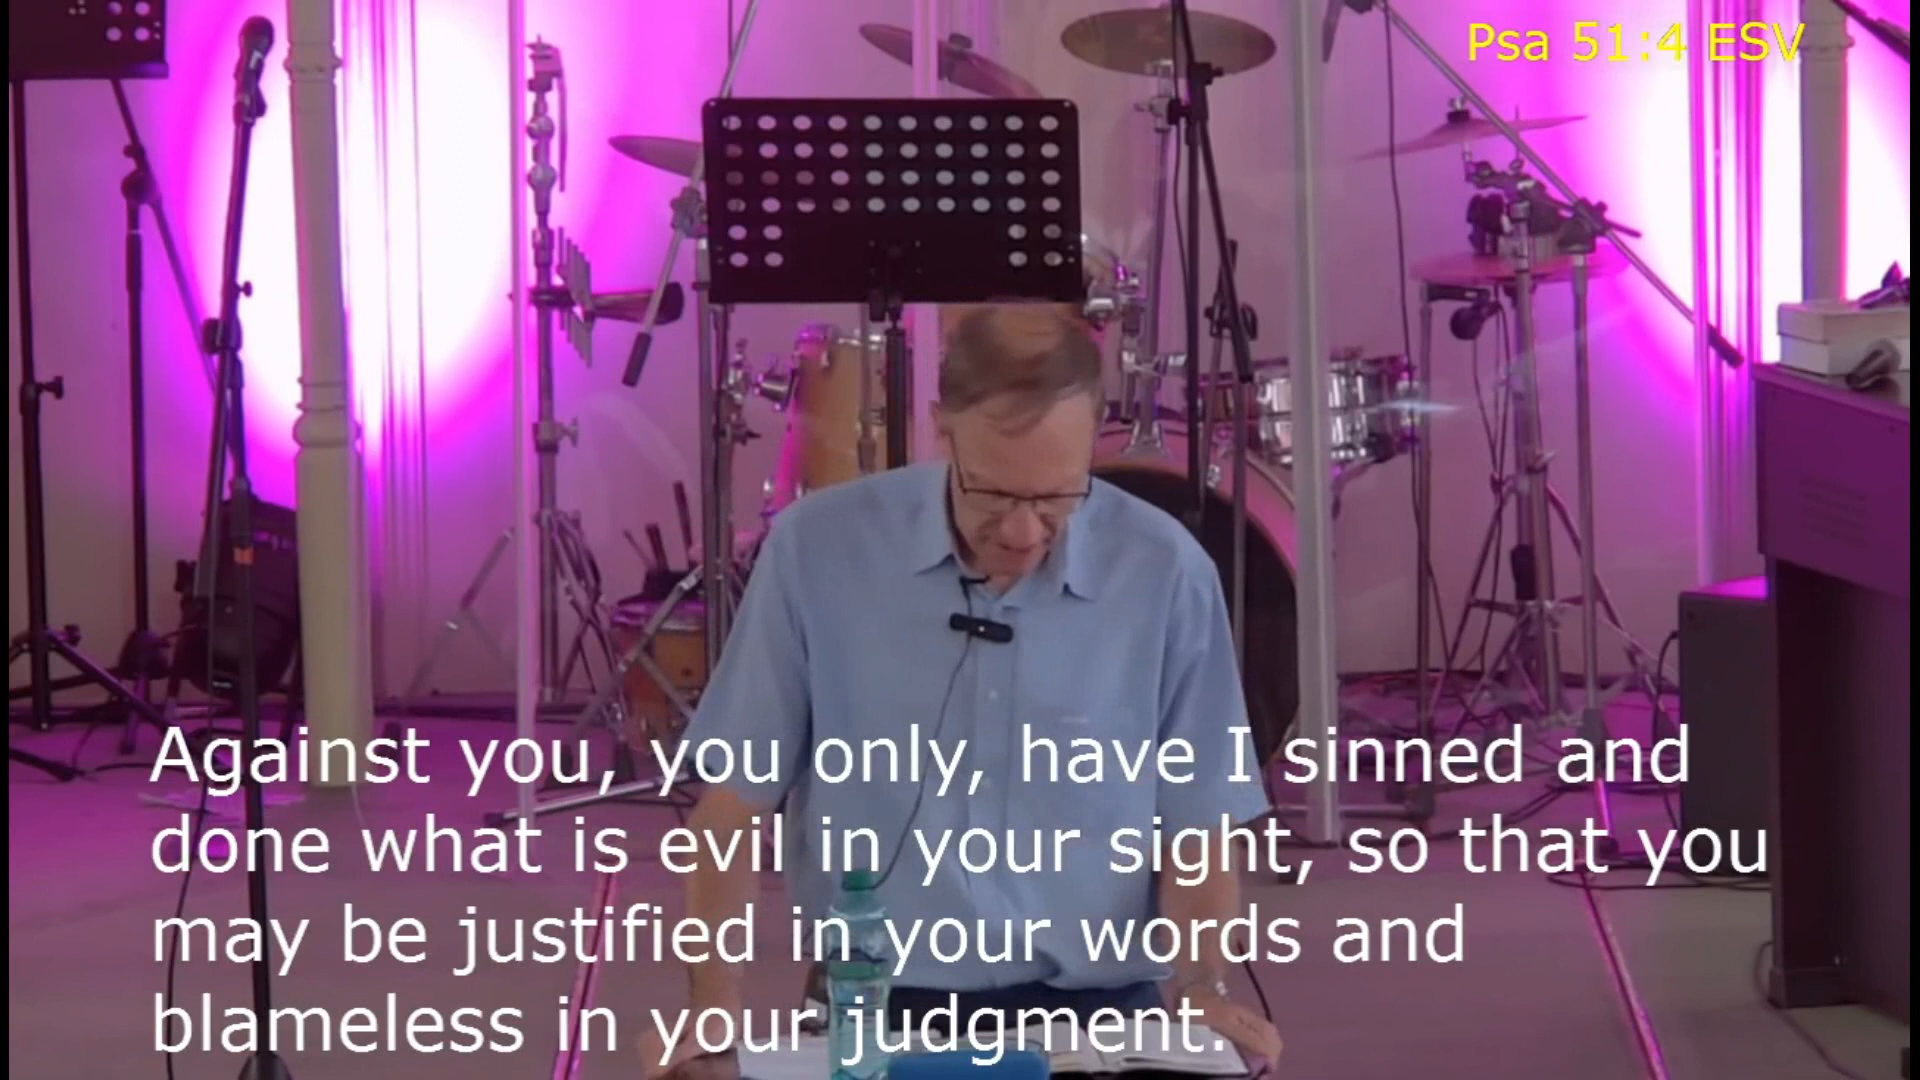 Psa 51:4 ESV
Against you, you only, have I sinned and
done what is evil in your sight, so that you
may be justified in your words and
blameless in your judgment.